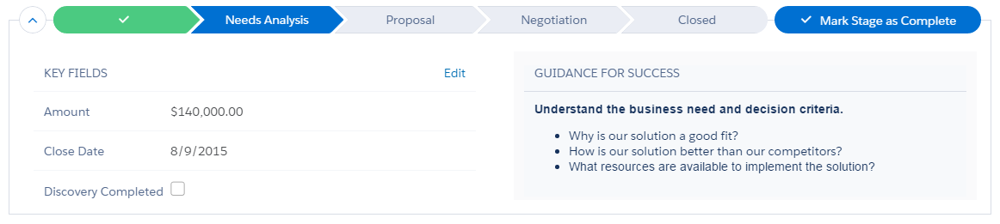 Needs Analysis
Proposal
Negotiation
Closed
Mark Stage as Complete
KEY FIELDS
Edit
Amount
$140,000.00
Close Date
8/9/2015
Discovery Completed
GUIDANCE FOR SUCCESS
Understand the business need and decision criteria.
Why is our solution a good fit?
How is our solution better than our competitors?
What resources are available to implement the solution?